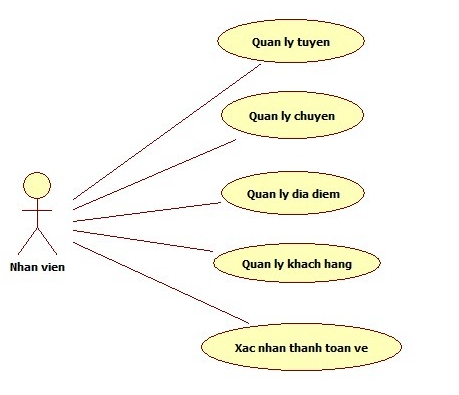 Quan ly tuyen
Quan ly chuyen
Quan ly dia diem
Nhan vien
Quan ly khach hang
Xac nhan thanh toan ve